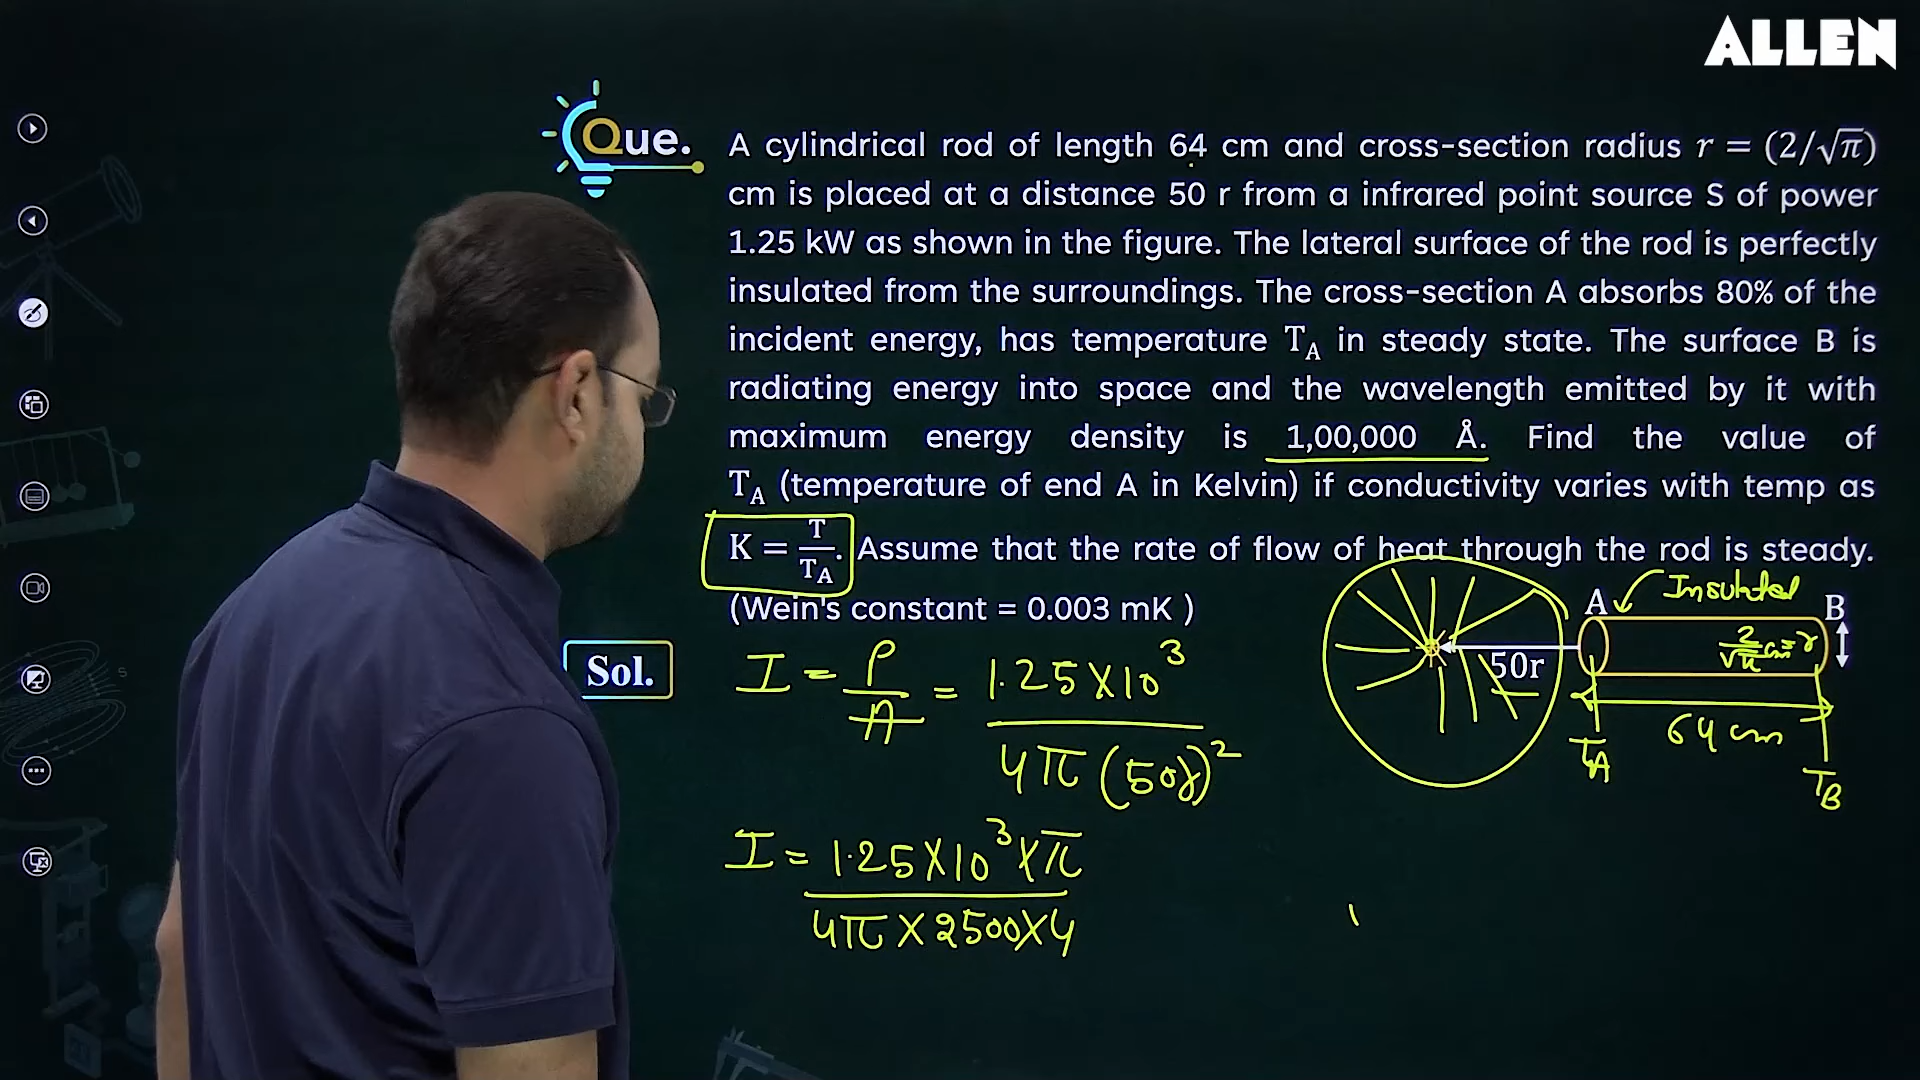 ALLEN
Que.
A cylindrical rod of length 64 cm and cross-section radius r = (2/√π)
cm is placed at a distance 50 r from a infrared point source S of power
1.25 kW as shown in the figure. The lateral surface of the rod is perfectly
insulated from the surroundings. The cross-section A absorbs 80% of the
incident energy, has temperature T_A in steady state. The surface B is
radiating energy into space and the wavelength emitted by it with
maximum energy density is 1,00,000 Å. Find the value of
T_A (temperature of end A in Kelvin) if conductivity varies with temp as
K = T/T_A. Assume that the rate of flow of heat through the rod is steady.
(Wein's constant = 0.003 mK )
Sol.
I = P/A = 1.25×10³ / 4π(50r)²
I = 1.25×10³×π / 4π×2500×4
Insulated
A
B
2/√π cm = r
50r
64 cm
T_A
T_B